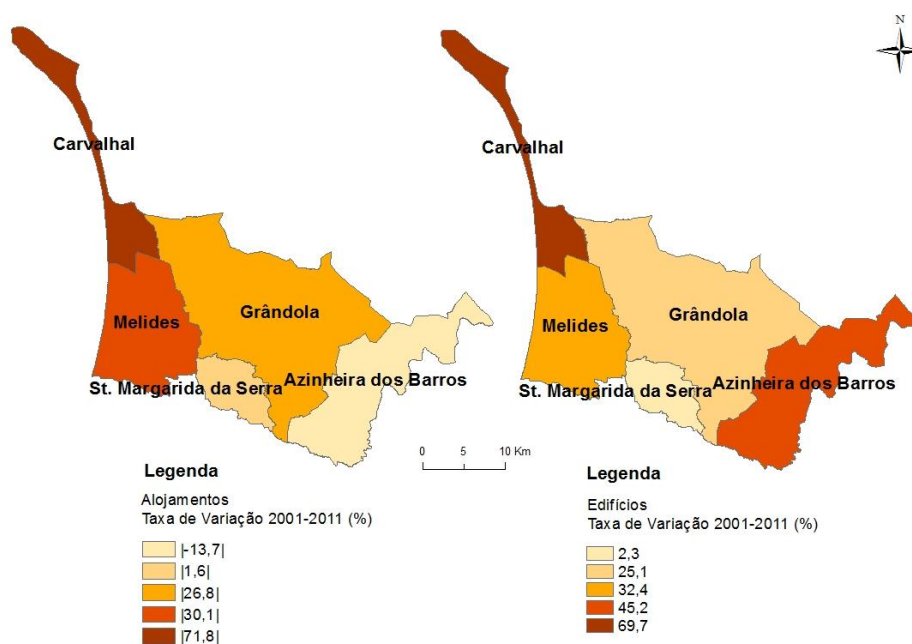 N
Carvalhal
Melides
Grândola
St. Margarida da Serra
Azinheira dos Barros
0 5 10 Km
Legenda
Alojamentos
Taxa de Variação 2001-2011 (%)
|-13,7|
|1,6|
|26,8|
|30,1|
|71,8|
Carvalhal
Melides
Grândola
St. Margarida da Serra
Azinheira dos Barros
Legenda
Edifícios
Taxa de Variação 2001-2011 (%)
2,3
25,1
32,4
45,2
69,7